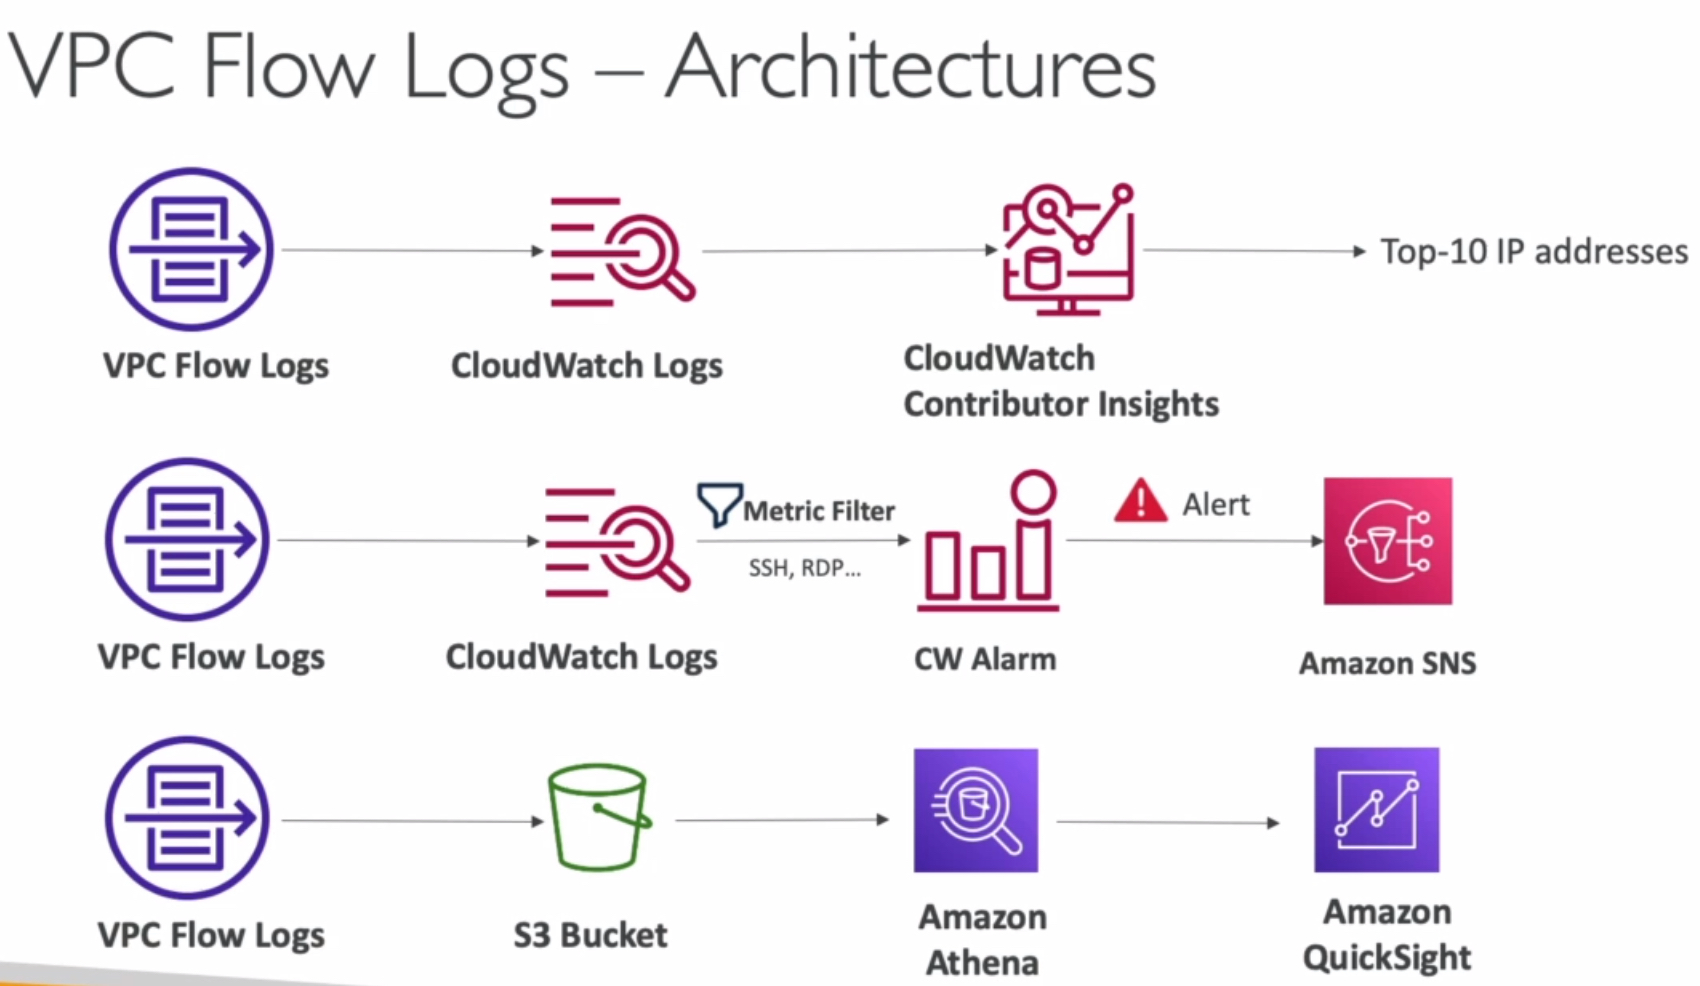 VPC Flow Logs – Architectures
Top-10 IP addresses
VPC Flow Logs
CloudWatch Logs
CloudWatch
Contributor Insights
Metric Filter
SSH, RDP...
Alert
VPC Flow Logs
CloudWatch Logs
CW Alarm
Amazon SNS
VPC Flow Logs
S3 Bucket
Amazon
Athena
Amazon
QuickSight